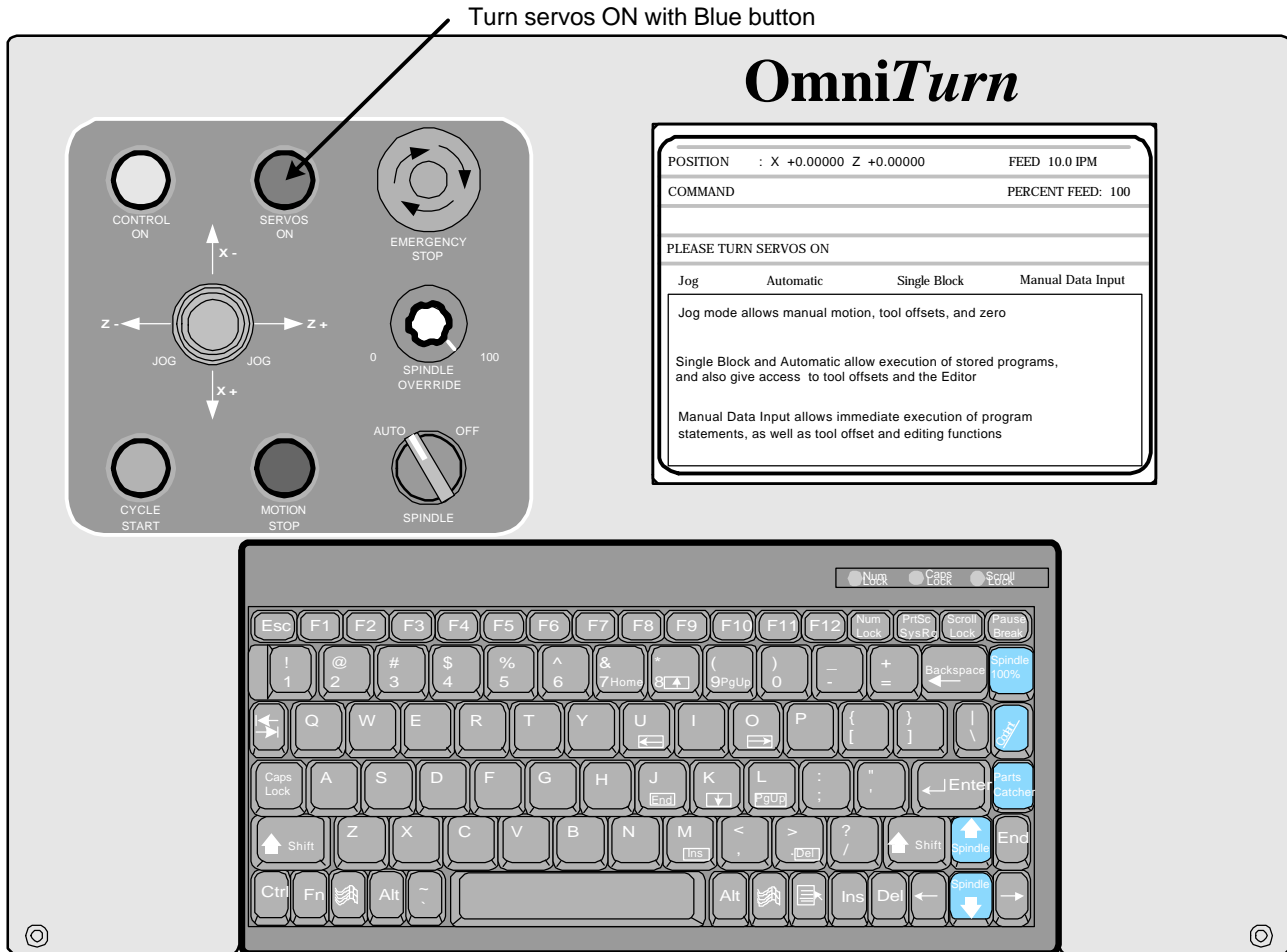 Turn servos ON with Blue button
OmniTurn
CONTROL
ON
SERVOS
ON
EMERGENCY
STOP
X -
Z -
Z +
JOG
JOG
X +
0
100
SPINDLE
OVERRIDE
AUTO
OFF
CYCLE
START
MOTION
STOP
SPINDLE
POSITION : X +0.00000 Z +0.00000 FEED 10.0 IPM
COMMAND PERCENT FEED: 100
PLEASE TURN SERVOS ON
Jog Automatic Single Block Manual Data Input
Jog mode allows manual motion, tool offsets, and zero
Single Block and Automatic allow execution of stored programs,
and also give access to tool offsets and the Editor
Manual Data Input allows immediate execution of program
statements, as well as tool offset and editing functions
Num Lock Caps Lock Scroll Lock
Esc F1 F2 F3 F4 F5 F6 F7 F8 F9 F10 F11 F12 Num Lock PrtSc SysRq Scroll Lock Pause Break
! 1 @ 2 # 3 $ 4 % 5 ^ 6 & 7 Home * 8 ( 9 PgUp ) 0 _ - + = Backspace Spindle 100%
Q W E R T Y U I O P { [ } ] | \
Caps Lock A S D F G H J End K L PgUp : ; " ' Enter Parts Catcher
Shift Z X C V B N M Ins < , > . Del ? / Shift Spindle End
Ctrl Fn Alt ~ ` Alt Ins Del Spindle